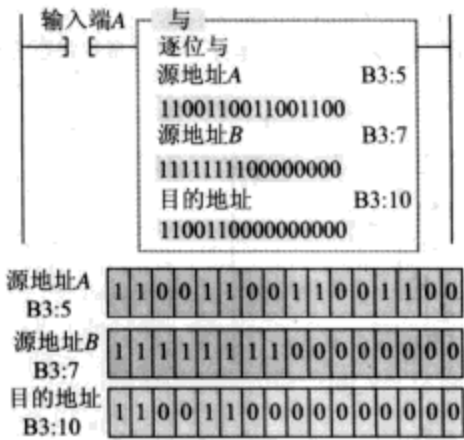 输入端A
与
逐位与
源地址A B3:5
1100110011001100
源地址B B3:7
1111111100000000
目的地址 B3:10
1100110000000000
源地址A
B3:5
1 1 0 0 1 1 0 0 1 1 0 0 1 1 0 0
源地址B
B3:7
1 1 1 1 1 1 1 1 0 0 0 0 0 0 0 0
目的地址
B3:10
1 1 0 0 1 1 0 0 0 0 0 0 0 0 0 0